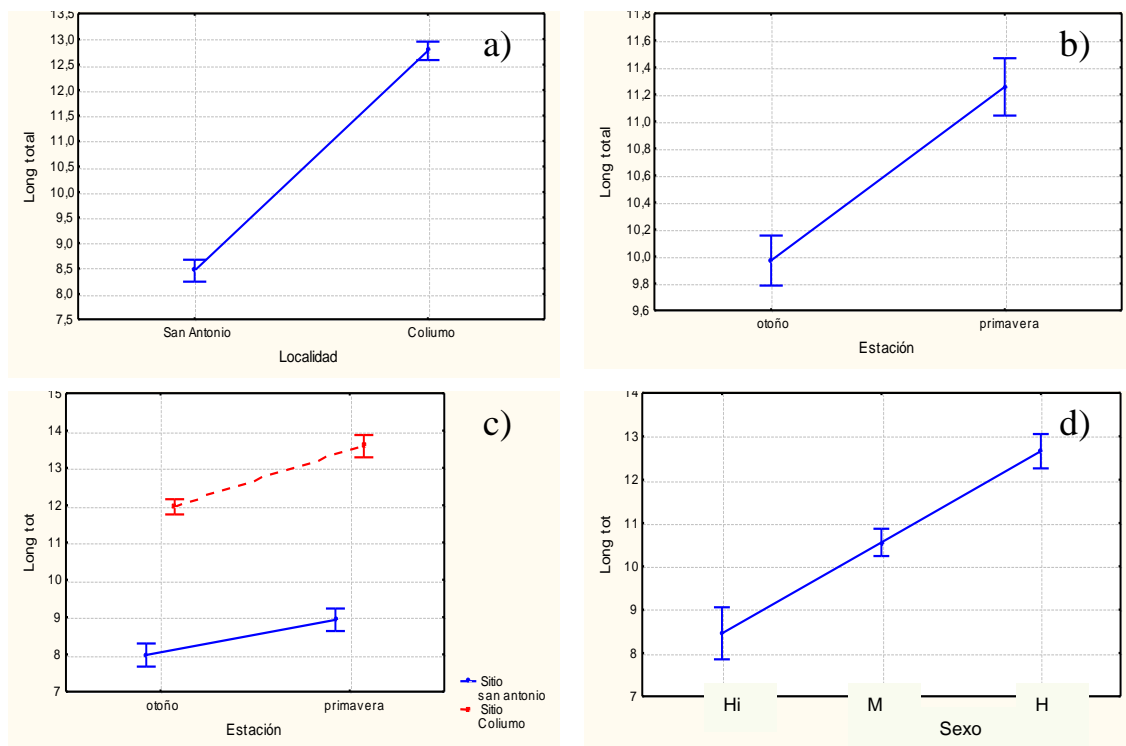 a)
13,5
13,0
12,5
12,0
11,5
11,0
10,5
10,0
9,5
9,0
8,5
8,0
7,5
Long total
San Antonio Coliumo
Localidad
b)
11,8
11,6
11,4
11,2
11,0
10,8
10,6
10,4
10,2
10,0
9,8
9,6
Long total
otoño primavera
Estación
c)
15
14
13
12
11
10
9
8
7
Long tot
otoño primavera
Estación
Sitio
san antonio
Sitio
Coliumo
d)
14
13
12
11
10
9
8
7
Long tot
Hi M H
Sexo